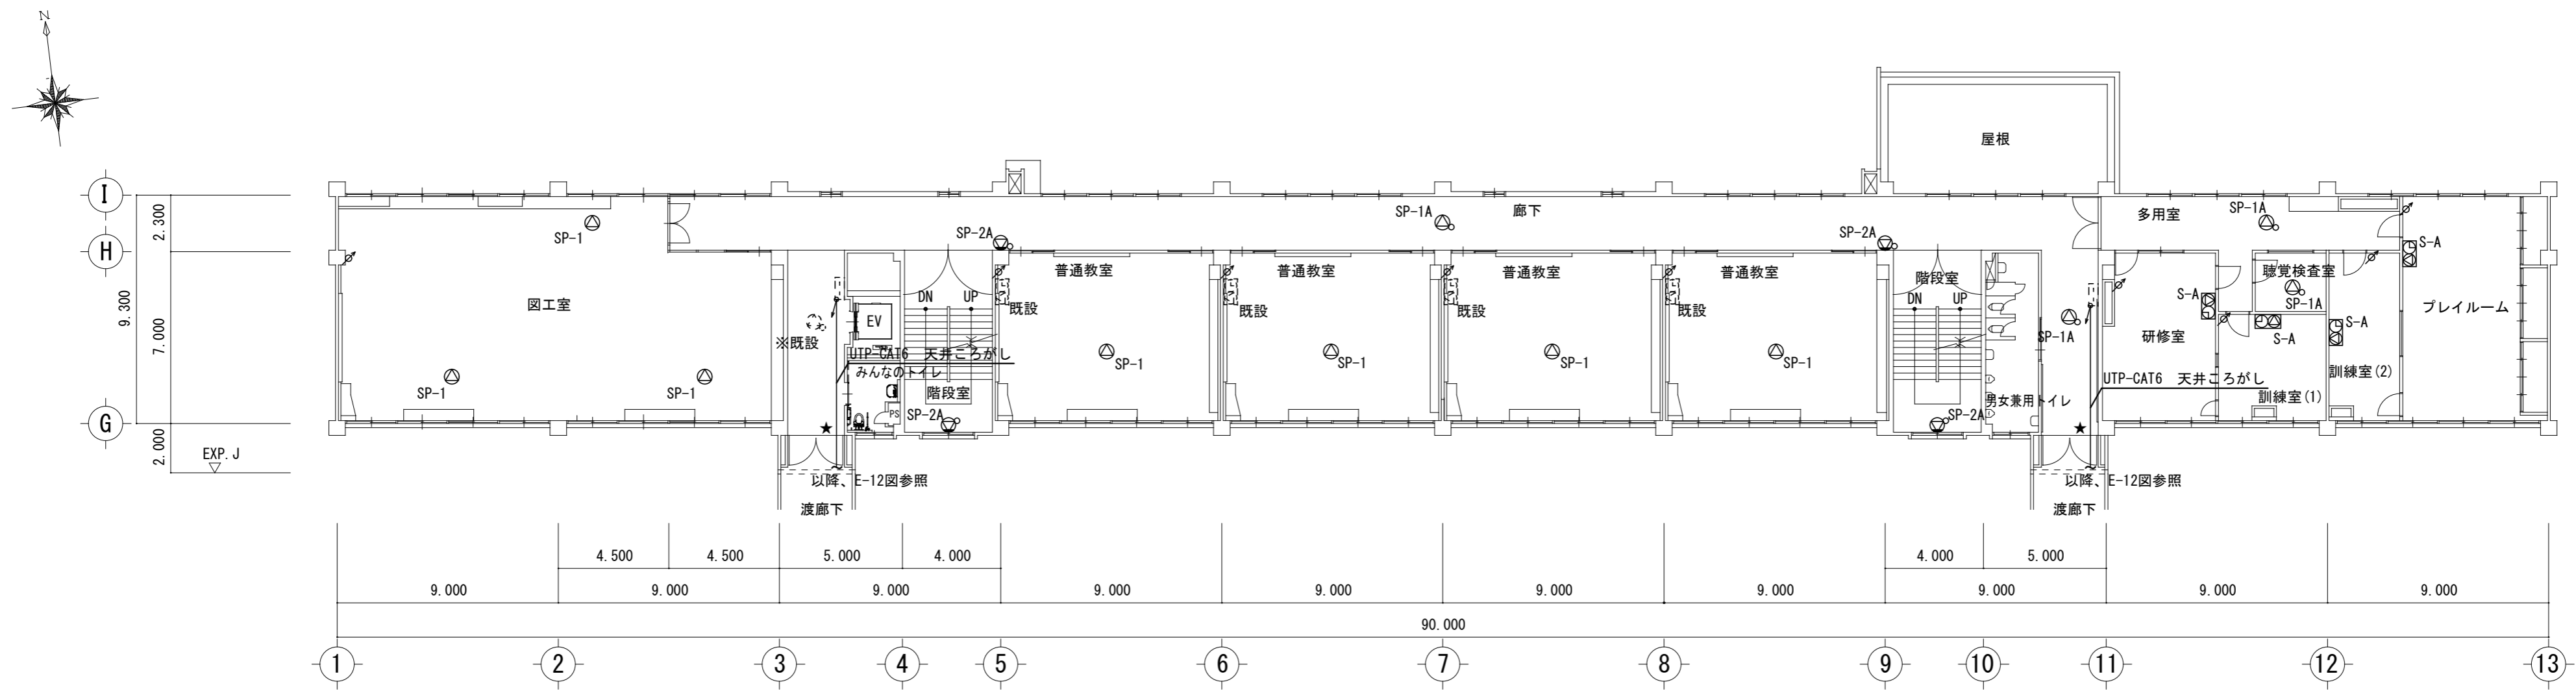 N
屋根
I
2.300
SP-1
SP-1A
廊下
多用室
SP-1A
H
SP-2A
SP-2A
S-A
9.300
7.000
図工室
普通教室
普通教室
普通教室
普通教室
階段室
聴覚検査室
DN
UP
DN
UP
既設
既設
既設
既設
S-A
SP-1A
プレイルーム
EV
※既設
SP-1A
S-A
S-A
研修室
UTP-CAT6 天井ころがし
みんなのトイレ
SP-1
SP-1
SP-1
SP-1
SP-1
SP-1
階段室
訓練室(2)
UTP-CAT6 天井ころがし
男女兼用トイレ
訓練室(1)
PS
SP-2A
SP-2A
G
★
★
2.000
EXP.J
以降、E-12図参照
以降、E-12図参照
渡廊下
渡廊下
4.500
4.500
5.000
4.000
4.000
5.000
9.000
9.000
9.000
9.000
9.000
9.000
9.000
9.000
9.000
9.000
90.000
1
2
3
4
5
6
7
8
9
10
11
12
13